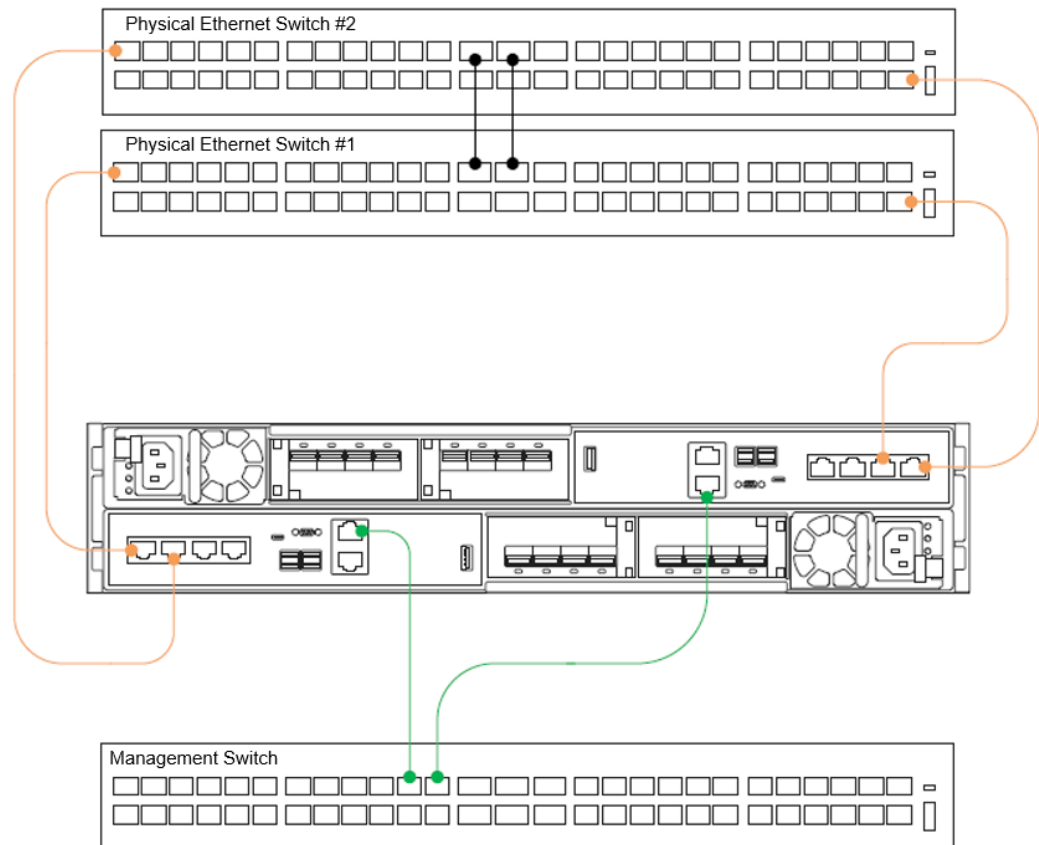 Physical Ethernet Switch #2
Physical Ethernet Switch #1
Management Switch